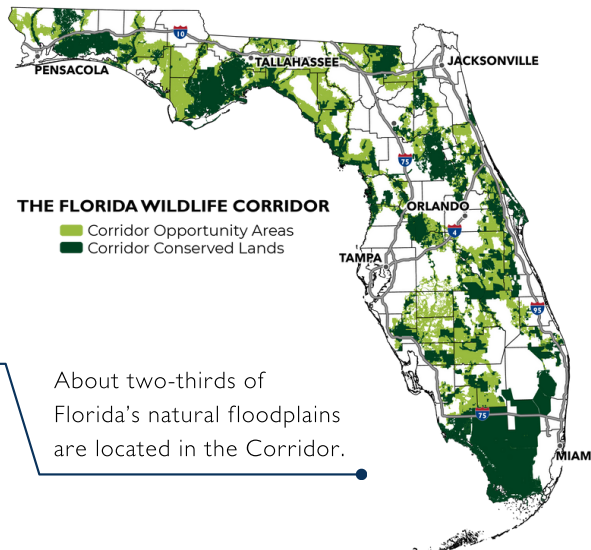 10
PENSACOLA
TALLAHASSEE
JACKSONVILLE
75
THE FLORIDA WILDLIFE CORRIDOR
Corridor Opportunity Areas
Corridor Conserved Lands
ORLANDO
4
TAMPA
95
About two-thirds of
Florida’s natural floodplains
are located in the Corridor.
75
MIAM